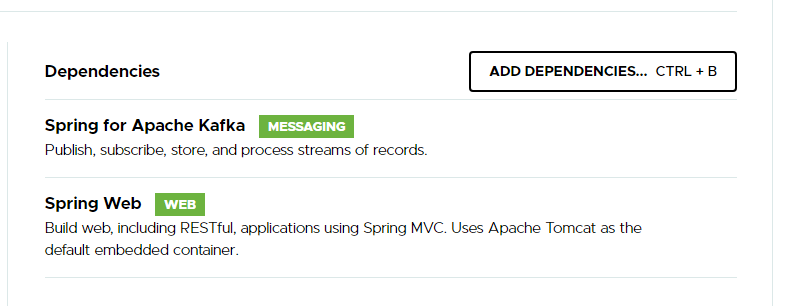 Dependencies
ADD DEPENDENCIES... CTRL + B
Spring for Apache Kafka MESSAGING
Publish, subscribe, store, and process streams of records.
Spring Web WEB
Build web, including RESTful, applications using Spring MVC. Uses Apache Tomcat as the
default embedded container.